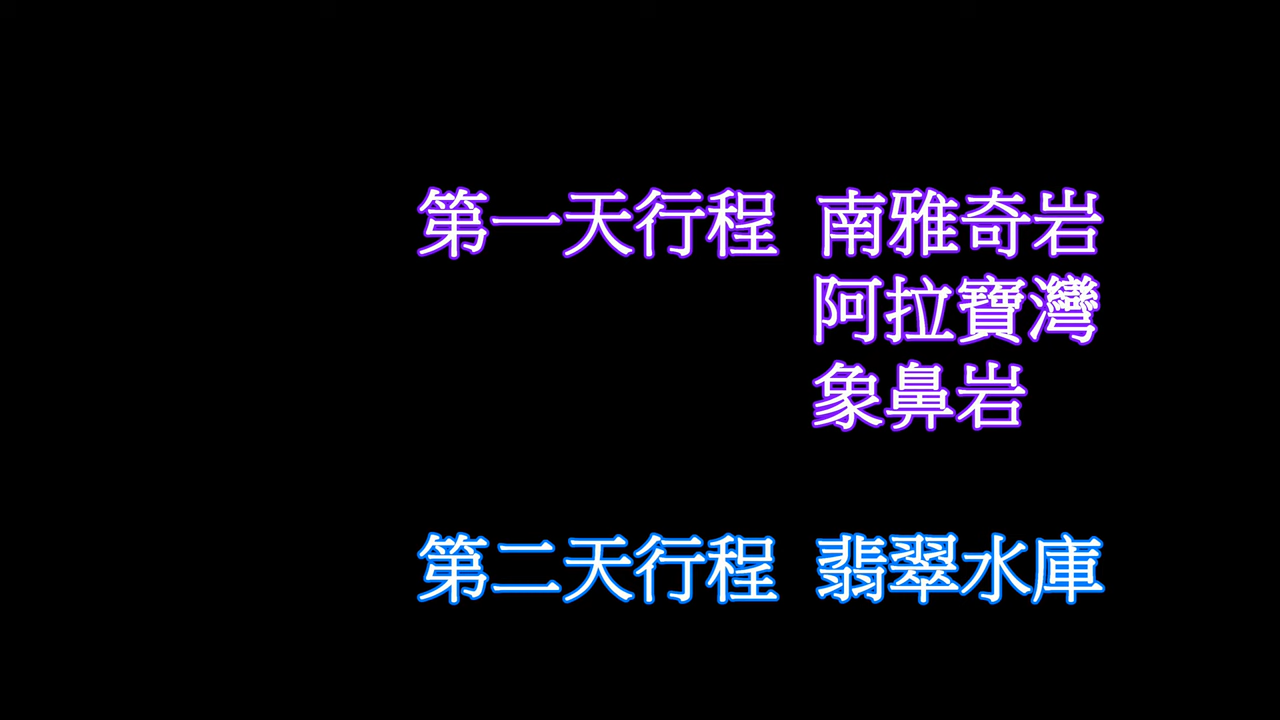 第一天行程 南雅奇岩
阿拉寶灣
象鼻岩
第二天行程 翡翠水庫